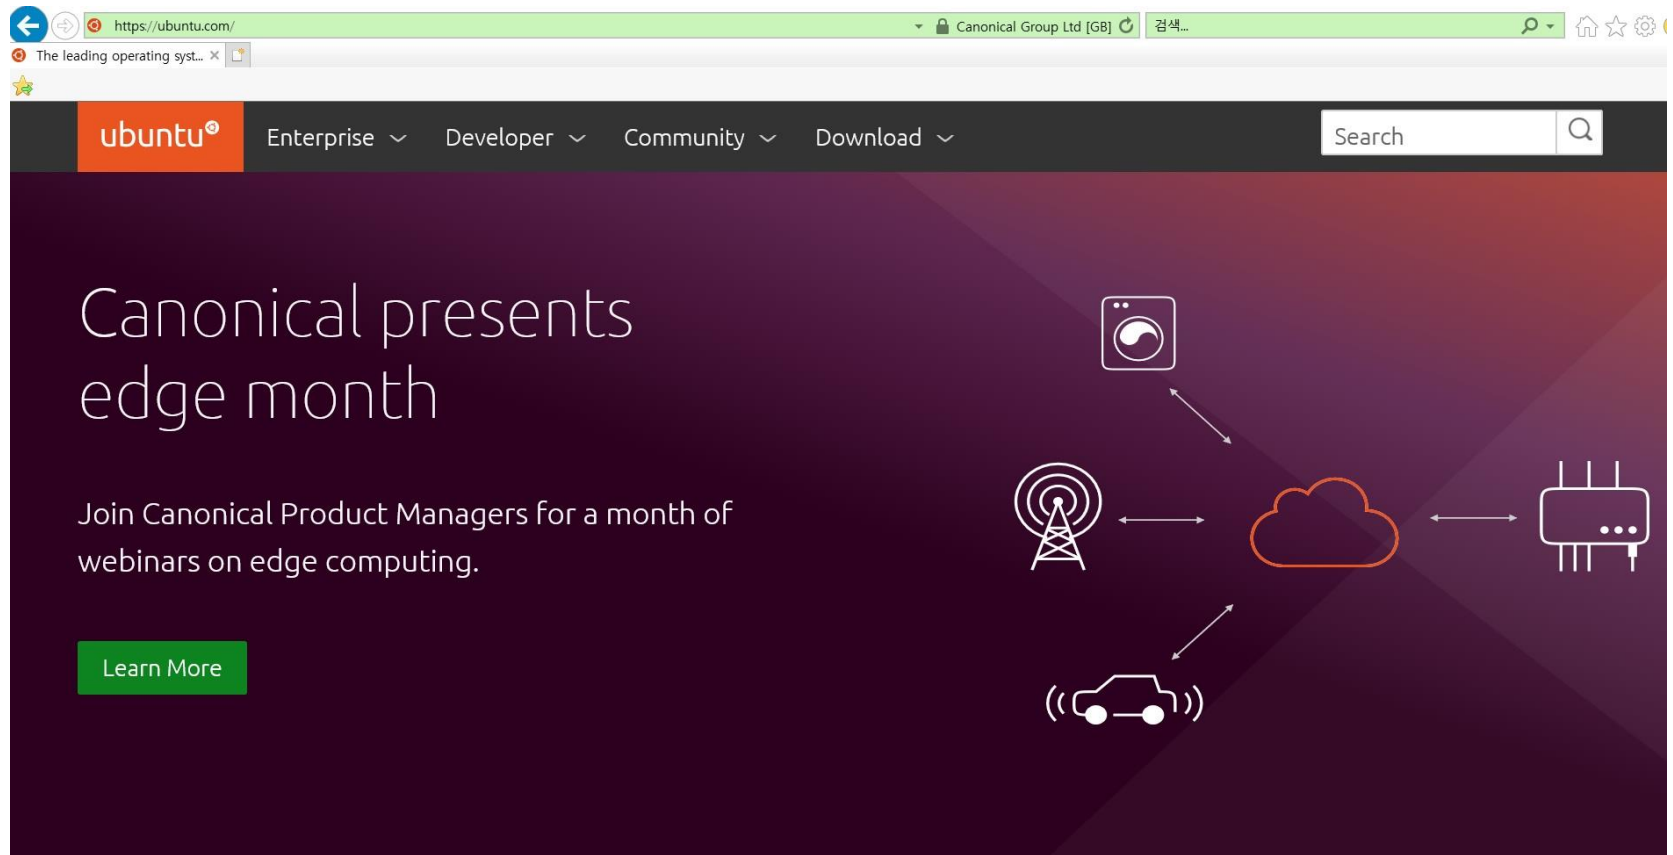 https://ubuntu.com/
Canonical Group Ltd [GB]
검색...
The leading operating syst...
ubuntu
Enterprise
Developer
Community
Download
Search
Canonical presents
edge month
Join Canonical Product Managers for a month of
webinars on edge computing.
Learn More